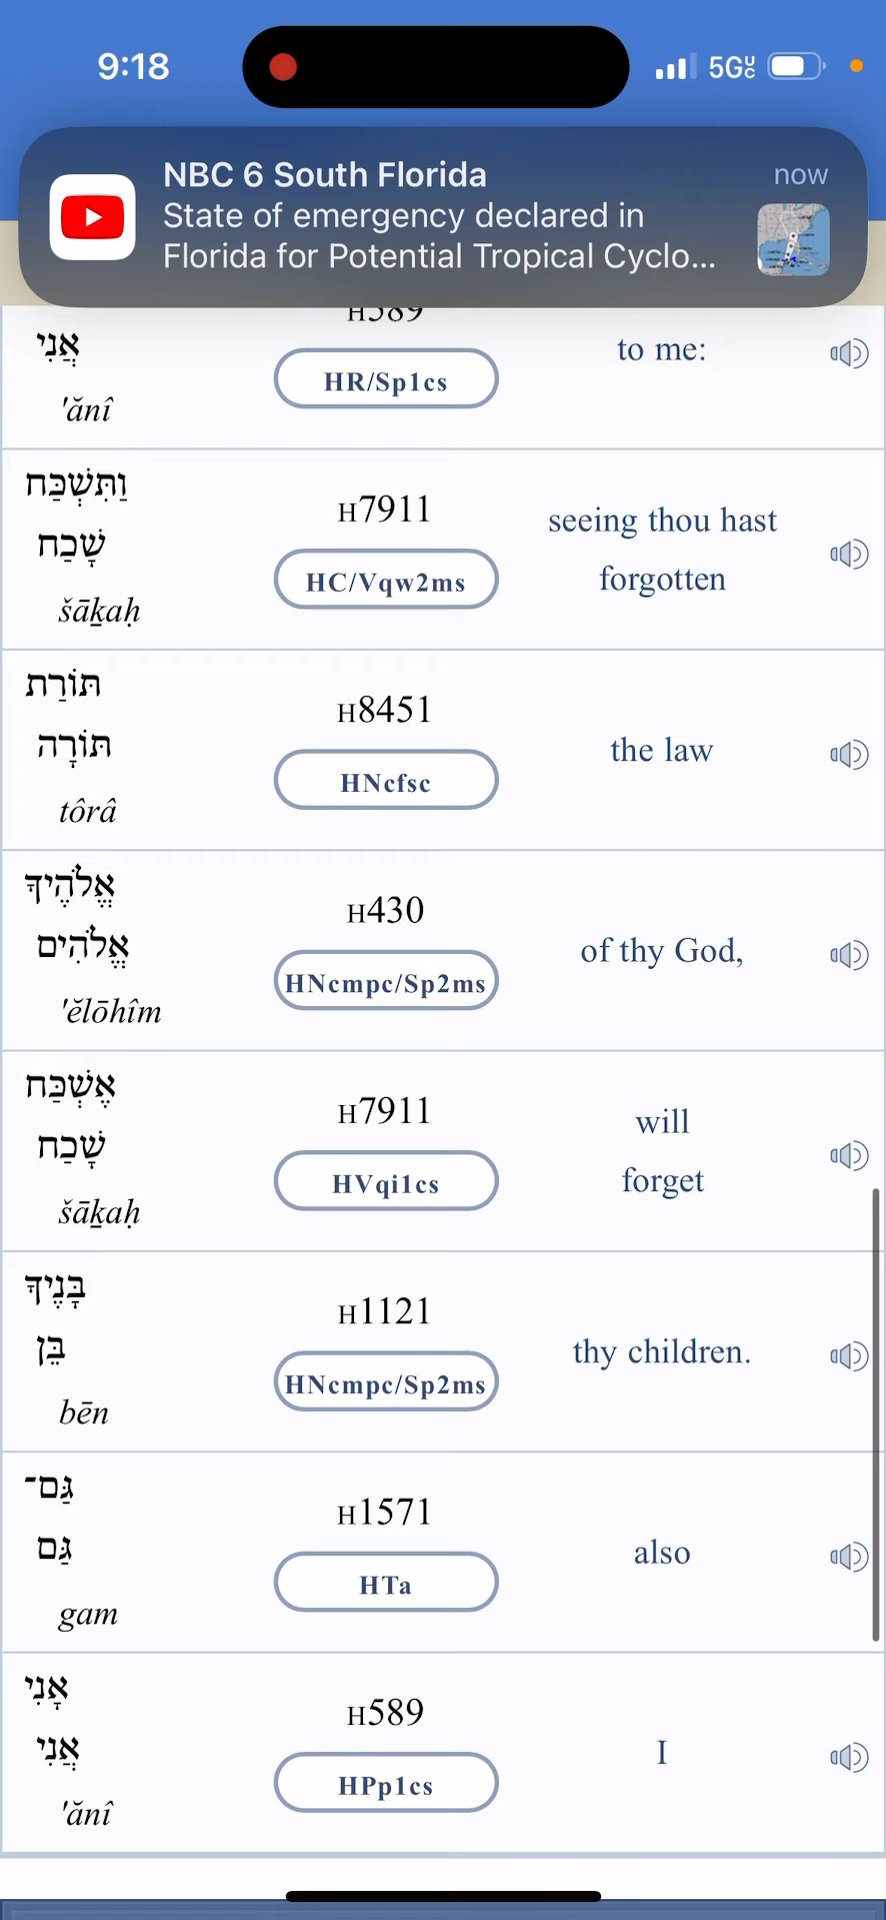 9:18
5G UC
NBC 6 South Florida
now
State of emergency declared in
Florida for Potential Tropical Cyclo...
H589
אֲנִי
HR/Sp1cs
to me:
'ănî
וַתִּשְׁכַּח
H7911
seeing thou hast
שָׁכַח
HC/Vqw2ms
forgotten
šāḵaḥ
תּוֹרַת
H8451
תּוֹרָה
the law
HNcfsc
tôrâ
אֱלֹהֶיךָ
H430
אֱלֹהִים
of thy God,
HNcmpc/Sp2ms
'ĕlōhîm
אֶשְׁכַּח
H7911
will
שָׁכַח
HVqi1cs
forget
šāḵaḥ
בָּנֶיךָ
H1121
בֵּן
thy children.
HNcmpc/Sp2ms
bēn
גַּם־
H1571
גַּם
also
HTa
gam
אָנִי
H589
אֲנִי
I
HPp1cs
'ănî